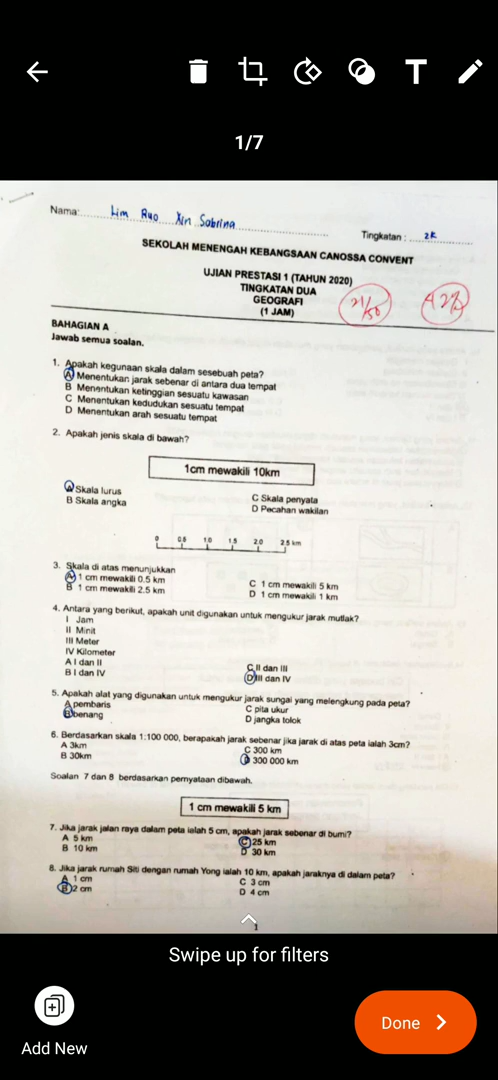 T
1/7
Nama: Lim Ruo Xin Sabrina
Tingkatan : 2K
SEKOLAH MENENGAH KEBANGSAAN CANOSSA CONVENT
UJIAN PRESTASI 1 (TAHUN 2020)
TINGKATAN DUA
GEOGRAFI
(1 JAM)
21/50
BAHAGIAN A
Jawab semua soalan.
1. Apakah kegunaan skala dalam sesebuah peta?
A Menentukan jarak sebenar di antara dua tempat
B Menentukan ketinggian sesuatu kawasan
C Menentukan kedudukan sesuatu tempat
D Menentukan arah sesuatu tempat
2. Apakah jenis skala di bawah?
1cm mewakili 10km
A Skala lurus C Skala penyata
B Skala angka D Pecahan wakilan
0 0.5 1.0 1.5 2.0 2.5 km
3. Skala di atas menunjukkan
A 1 cm mewakili 0.5 km C 1 cm mewakili 5 km
B 1 cm mewakili 2.5 km D 1 cm mewakili 1 km
4. Antara yang berikut, apakah unit digunakan untuk mengukur jarak mutlak?
I Jam
II Minit
III Meter
IV Kilometer
A I dan II C II dan III
B I dan IV D III dan IV
5. Apakah alat yang digunakan untuk mengukur jarak sungai yang melengkung pada peta?
A pembaris C pita ukur
B benang D jangka tolok
6. Berdasarkan skala 1:100 000, berapakah jarak sebenar jika jarak di atas peta ialah 3cm?
A 3km C 300 km
B 30km D 300 000 km
Soalan 7 dan 8 berdasarkan pernyataan dibawah.
1 cm mewakili 5 km
7. Jika jarak jalan raya dalam peta ialah 5 cm, apakah jarak sebenar di bumi?
A 5 km C 25 km
B 10 km D 30 km
8. Jika jarak rumah Siti dengan rumah Yong ialah 10 km, apakah jaraknya di dalam peta?
A 1 cm C 3 cm
B 2 cm D 4 cm
1
Swipe up for filters
Add New
Done